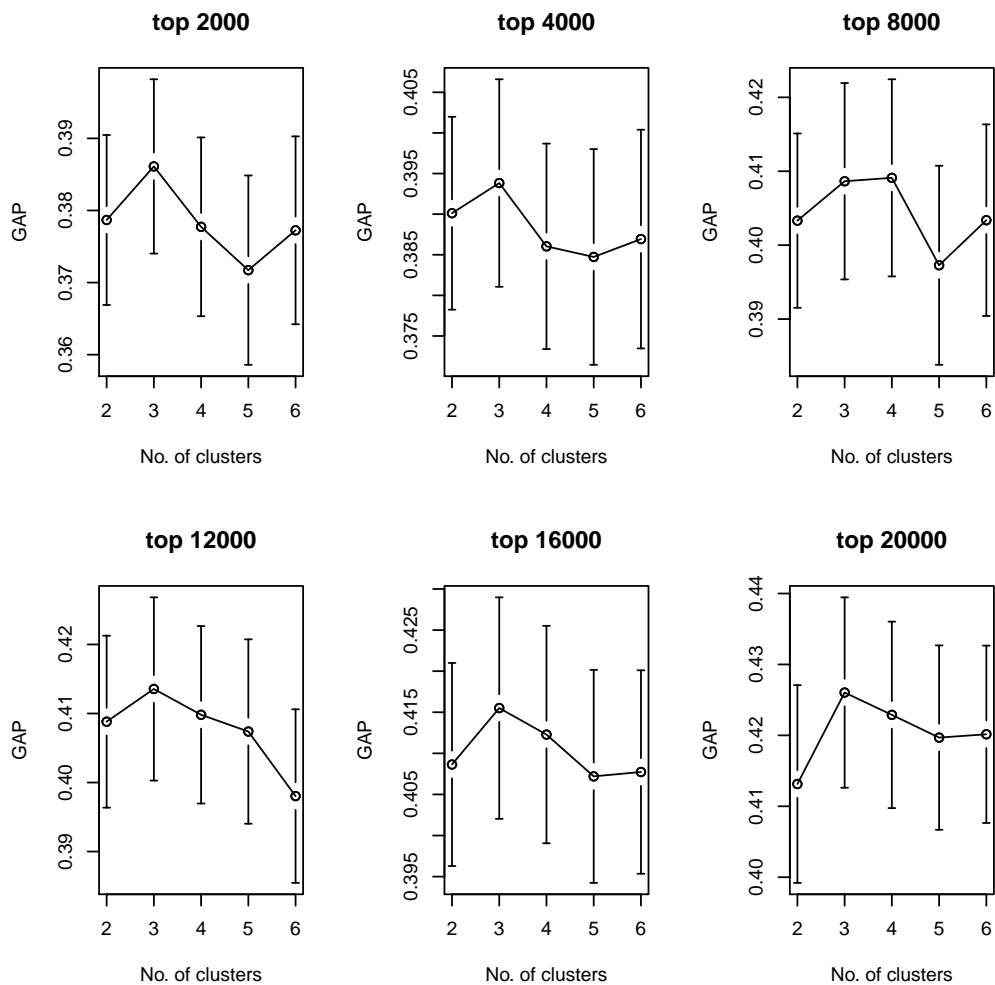 top 2000
top 4000
top 8000
GAP
0.36 0.37 0.38 0.39
2 3 4 5 6
No. of clusters
GAP
0.375 0.385 0.395 0.405
2 3 4 5 6
No. of clusters
GAP
0.39 0.40 0.41 0.42
2 3 4 5 6
No. of clusters
top 12000
top 16000
top 20000
GAP
0.39 0.40 0.41 0.42
2 3 4 5 6
No. of clusters
GAP
0.395 0.405 0.415 0.425
2 3 4 5 6
No. of clusters
GAP
0.40 0.41 0.42 0.43 0.44
2 3 4 5 6
No. of clusters